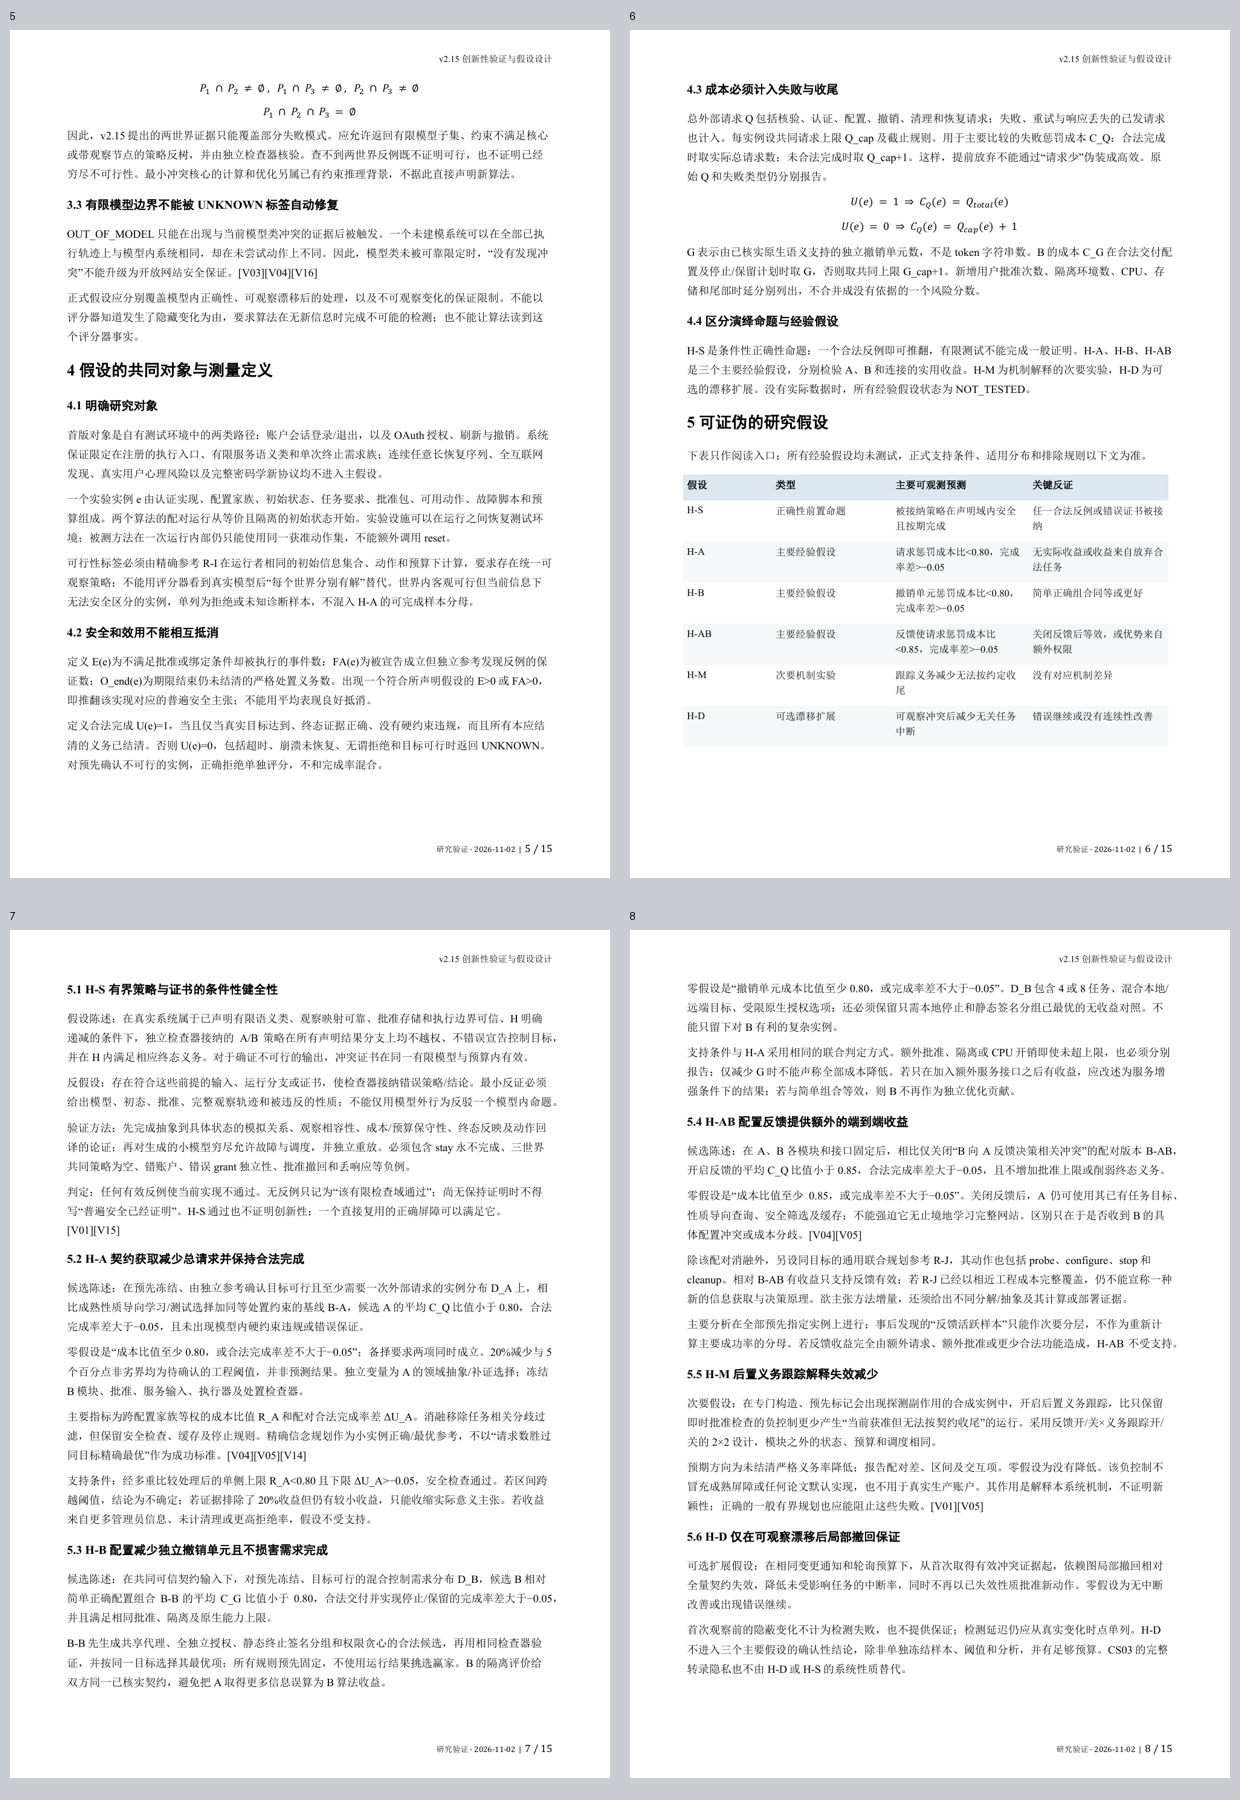 5
v2.15 创新性验证与假设设计
P₁ ∩ P₂ ≠ ∅, P₁ ∩ P₃ ≠ ∅, P₂ ∩ P₃ ≠ ∅
P₁ ∩ P₂ ∩ P₃ = ∅
因此，v2.15 提出的两世界证据只能覆盖部分失败模式。应允许返回有限模型子集、约束不满足核心
或带观察节点的策略反树，并由独立检查器核验。查不到两世界反例既不证明可行，也不证明已经
穷尽不可行性。最小冲突核心的计算和优化另属已有约束推理背景，不据此直接声明新算法。
3.3 有限模型边界不能被 UNKNOWN 标签自动修复
OUT_OF_MODEL 只能在出现与当前模型类冲突的证据后被触发。一个未建模系统可以在全部已执
行轨迹上与模型内系统相同，却在未尝试动作上不同。因此，模型类未被可靠限定时，“没有发现冲
突”不能升级为开放网站安全保证。[V03][V04][V16]
正式假设应分别覆盖模型内正确性、可观察漂移后的处理，以及不可观察变化的保证限制。不能以
评分器知道发生了隐藏变化为由，要求算法在无新信息时完成不可能的检测；也不能让算法读到这
个评分器事实。
4 假设的共同对象与测量定义
4.1 明确研究对象
首版对象是自有测试环境中的两类路径：账户会话登录/退出，以及 OAuth 授权、刷新与撤销。系统
保证限定在注册的执行入口、有限服务语义类和单次终止需求族；连续任意长恢复序列、全互联网
发现、真实用户心理风险以及完整密码学新协议均不进入主假设。
一个实验实例 e 由认证实现、配置家族、初始状态、任务要求、批准包、可用动作、故障脚本和预
算组成。两个算法的配对运行从等价且隔离的初始状态开始。实验设施可以在运行之间恢复测试环
境；被测方法在一次运行内部仍只能使用同一获准动作集，不能额外调用 reset。
可行性标签必须由精确参考 R-I 在运行者相同的初始信息集合、动作和预算下计算，要求存在统一可
观察策略；不能用评分器看到真实模型后“每个世界分别有解”替代。世界内客观可行但当前信息下
无法安全区分的实例，单列为拒绝或未知诊断样本，不混入 H-A 的可完成样本分母。
4.2 安全和效用不能相互抵消
定义 E(e)为不满足批准或绑定条件却被执行的事件数；FA(e)为被宣告成立但独立参考发现反例的保
证数；O_end(e)为期限结束仍未结清的严格处置义务数。出现一个符合所声明假设的 E>0 或 FA>0，
即推翻该实现对应的普遍安全主张；不能用平均表现良好抵消。
定义合法完成 U(e)=1，当且仅当真实目标达到、终态证据正确、没有硬约束违规，而且所有本应结
清的义务已结清。否则 U(e)=0，包括超时、崩溃未恢复、无谓拒绝和目标可行时返回 UNKNOWN。
对预先确认不可行的实例，正确拒绝单独评分，不和完成率混合。
研究验证 - 2026-11-02 | 5 / 15
6
v2.15 创新性验证与假设设计
4.3 成本必须计入失败与收尾
总外部请求 Q 包括核验、认证、配置、撤销、清理和恢复请求；失败、重试与响应丢失的已发请求
也计入。每实例设共同请求上限 Q_cap 及截止规则。用于主要比较的失败惩罚成本 C_Q：合法完成
时取实际总请求数；未合法完成时取 Q_cap+1。这样，提前放弃不能通过“请求少”伪装成高效。原
始 Q 和失败类型仍分别报告。
U(e) = 1 ⇒ C_Q(e) = Q_total(e)
U(e) = 0 ⇒ C_Q(e) = Q_cap(e) + 1
G 表示由已核实原生语义支持的独立撤销单元数，不是 token 字符串数。B 的成本 C_G 在合法交付配
置及停止/保留计划时取 G，否则取共同上限 G_cap+1。新增用户批准次数、隔离环境数、CPU、存
储和尾部时延分别列出，不合并成没有依据的一个风险分数。
4.4 区分演绎命题与经验假设
H-S 是条件性正确性命题：一个合法反例即可推翻，有限测试不能完成一般证明。H-A、H-B、H-AB
是三个主要经验假设，分别检验 A、B 和连接的实用收益。H-M 为机制解释的次要实验，H-D 为可
选的漂移扩展。没有实际数据时，所有经验假设状态为 NOT_TESTED。
5 可证伪的研究假设
下表只作阅读入口；所有经验假设均未测试，正式支持条件、适用分布和排除规则以下文为准。
假设 类型 主要可观测预测 关键反证
H-S 正确性前置命题 被接纳策略在声明域内安全 任一合法反例或错误证书被接
且按期完成 纳
H-A 主要经验假设 请求惩罚成本比<0.80，完成 无实际收益或收益来自放弃合
率差>−0.05 法任务
H-B 主要经验假设 撤销单元惩罚成本比<0.80， 简单正确组合同等或更好
完成率差>−0.05
H-AB 主要经验假设 反馈使请求惩罚成本比 关闭反馈后等效，或优势来自
<0.85，完成率差>−0.05 额外权限
H-M 次要机制实验 跟踪义务减少无法按约定收 没有对应机制差异
尾
H-D 可选漂移扩展 可观察冲突后减少无关任务 错误继续或没有连续性改善
中断
研究验证 - 2026-11-02 | 6 / 15
7
v2.15 创新性验证与假设设计
5.1 H-S 有界策略与证书的条件性健全性
假设陈述：在真实系统属于已声明有限语义类、观察映射可靠、批准存储和执行边界可信、H 明确
递减的条件下，独立检查器接纳的 A/B 策略在所有声明结果分支上均不越权、不错误宣告控制目标，
并在 H 内满足相应终态义务。对于确证不可行的输出，冲突证书在同一有限模型与预算内有效。
反假设：存在符合这些前提的输入、运行分支或证书，使检查器接纳错误策略/结论。最小反证必须
给出模型、初态、批准、完整观察轨迹和被违反的性质；不能仅用模型外行为反驳一个模型内命题。
验证方法：先完成抽象到具体状态的模拟关系、观察相容性、成本/预算保守性、终态反映及动作回
译的论证；再对生成的小模型穷尽允许故障与调度，并独立重放。必须包含 stay 永不完成、三世界
共同策略为空、错账户、错误 grant 独立性、批准撤回和丢响应等负例。
判定：任何有效反例使当前实现不通过。无反例只记为“该有限检查域通过”；尚无保持证明时不得
写“普遍安全已经证明”。H-S 通过也不证明创新性；一个直接复用的正确屏障可以满足它。
[V01][V15]
5.2 H-A 契约获取减少总请求并保持合法完成
候选陈述：在预先冻结、由独立参考确认目标可行且至少需要一次外部请求的实例分布 D_A 上，相
比成熟性质导向学习/测试选择加同等处置约束的基线 B-A，候选 A 的平均 C_Q 比值小于 0.80，合法
完成率差大于−0.05，且未出现模型内硬约束违规或错误保证。
零假设是“成本比值至少 0.80，或合法完成率差不大于−0.05”；备择要求两项同时成立。20%减少与 5
个百分点非劣界均为待确认的工程阈值，并非预测结果。独立变量为 A 的领域抽象/补证选择；冻结
B 模块、批准、服务输入、执行器及处置检查器。
主要指标为跨配置家族等权的成本比值 R_A 和配对合法完成率差 ΔU_A。消融移除任务相关分歧过
滤，但保留安全检查、缓存及停止规则。精确信念规划作为小实例正确/最优参考，不以“请求数胜过
同目标精确最优”作为成功标准。[V04][V05][V14]
支持条件：经多重比较处理后的单侧上限 R_A<0.80 且下限 ΔU_A>−0.05，安全检查通过。若区间跨
越阈值，结论为不确定；若证据排除了 20%收益但仍有较小收益，只能收缩实际意义主张。若收益
来自更多管理员信息、未计清理或更高拒绝率，假设不受支持。
5.3 H-B 配置减少独立撤销单元且不损害需求完成
候选陈述：在共同可信契约输入下，对预先冻结、目标可行的混合控制需求分布 D_B，候选 B 相对
简单正确配置组合 B-B 的平均 C_G 比值小于 0.80，合法交付并实现停止/保留的完成率差大于−0.05，
并且满足相同批准、隔离及原生能力上限。
B-B 先生成共享代理、全独立授权、静态终止签名分组和权限贪心的合法候选，再用相同检查器验
证，并按同一目标选择其最优项；所有规则预先固定，不使用运行结果挑选赢家。B 的隔离评价给
双方同一已核实契约，避免把 A 取得更多信息误算为 B 算法收益。
研究验证 - 2026-11-02 | 7 / 15
8
v2.15 创新性验证与假设设计
零假设是“撤销单元成本比值至少 0.80，或完成率差不大于−0.05”。D_B 包含 4 或 8 任务、混合本地/
远端目标、受限原生授权选项；还必须保留只需本地停止和静态签名分组已最优的无收益对照。不
能只留下对 B 有利的复杂实例。
支持条件与 H-A 采用相同的联合判定方式。额外批准、隔离或 CPU 开销即使未超上限，也必须分别
报告；仅减少 G 时不能声称全部成本降低。若只在加入额外服务接口之后有收益，应改述为服务增
强条件下的结果；若与简单组合等效，则 B 不再作为独立优化贡献。
5.4 H-AB 配置反馈提供额外的端到端收益
候选陈述：在 A、B 各模块和接口固定后，相比仅关闭“B 向 A 反馈决策相关冲突”的配对版本 B-AB，
开启反馈的平均 C_Q 比值小于 0.85，合法完成率差大于−0.05，且不增加批准上限或削弱终态义务。
零假设是“成本比值至少 0.85，或完成率差不大于−0.05”。关闭反馈后，A 仍可使用其已有任务目标、
性质导向查询、安全筛选及缓存；不能强迫它无止境地学习完整网站。区别只在于是否收到 B 的具
体配置冲突或成本分歧。[V04][V05]
除该配对消融外，另设同目标的通用联合规划参考 R-J，其动作也包括 probe、configure、stop 和
cleanup。相对 B-AB 有收益只支持反馈有效；若 R-J 已经以相近工程成本完整覆盖，仍不能宣称一种
新的信息获取与决策原理。欲主张方法增量，还须给出不同分解/抽象及其计算或部署证据。
主要分析在全部预先指定实例上进行；事后发现的“反馈活跃样本”只能作次要分层，不作为重新计
算主要成功率的分母。若反馈收益完全由额外请求、额外批准或更少合法功能造成，H-AB 不受支持。
5.5 H-M 后置义务跟踪解释失效减少
次要假设：在专门构造、预先标记会出现探测副作用的合成实例中，开启后置义务跟踪，比只保留
即时批准检查的负控制更少产生“当前获准但无法按契约收尾”的运行。采用反馈开/关×义务跟踪开/
关的 2×2 设计，模块之外的状态、预算和调度相同。
预期方向为未结清严格义务率降低；报告配对差、区间及交互项。零假设为没有降低。该负控制不
冒充成熟屏障或任何论文默认实现，也不用于真实生产账户。其作用是解释本系统机制，不证明新
颖性；正确的一般有界规划也应能阻止这些失败。[V01][V05]
5.6 H-D 仅在可观察漂移后局部撤回保证
可选扩展假设：在相同变更通知和轮询预算下，从首次取得有效冲突证据起，依赖图局部撤回相对
全量契约失效，降低未受影响任务的中断率，同时不再以已失效性质批准新动作。零假设为无中断
改善或出现错误继续。
首次观察前的隐蔽变化不计为检测失败，也不提供保证；检测延迟仍应从真实变化时点单列。H-D
不进入三个主要假设的确认性结论，除非单独冻结样本、阈值和分析，并有足够预算。CS03 的完整
转录隐私也不由 H-D 或 H-S 的系统性质替代。
研究验证 - 2026-11-02 | 8 / 15